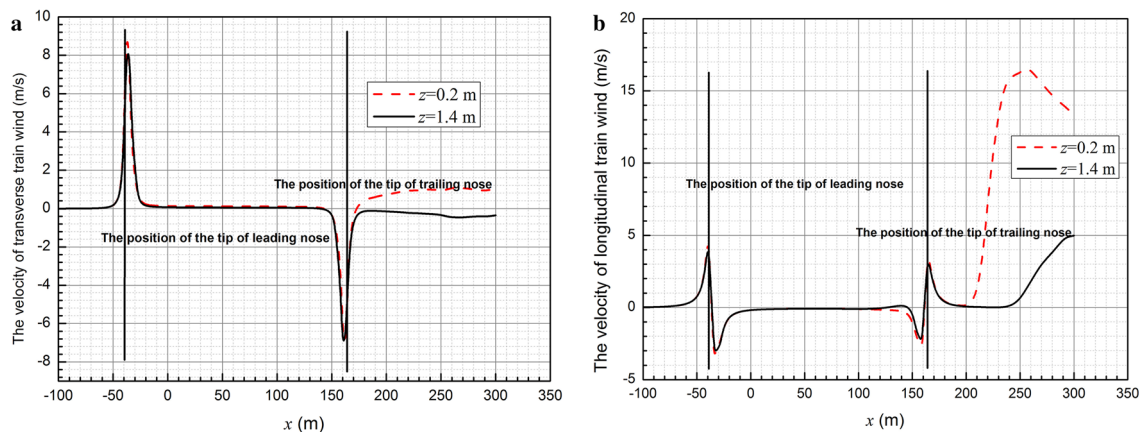 a
The velocity of transverse train wind (m/s)
10
8
6
4
2
0
-2
-4
-6
-8
z=0.2 m
z=1.4 m
The position of the tip of trailing nose
The position of the tip of leading nose
-100 -50 0 50 100 150 200 250 300 350
x (m)
b
The velocity of longitudinal train wind (m/s)
20
15
10
5
0
-5
z=0.2 m
z=1.4 m
The position of the tip of leading nose
The position of the tip of trailing nose
-100 -50 0 50 100 150 200 250 300 350
x (m)